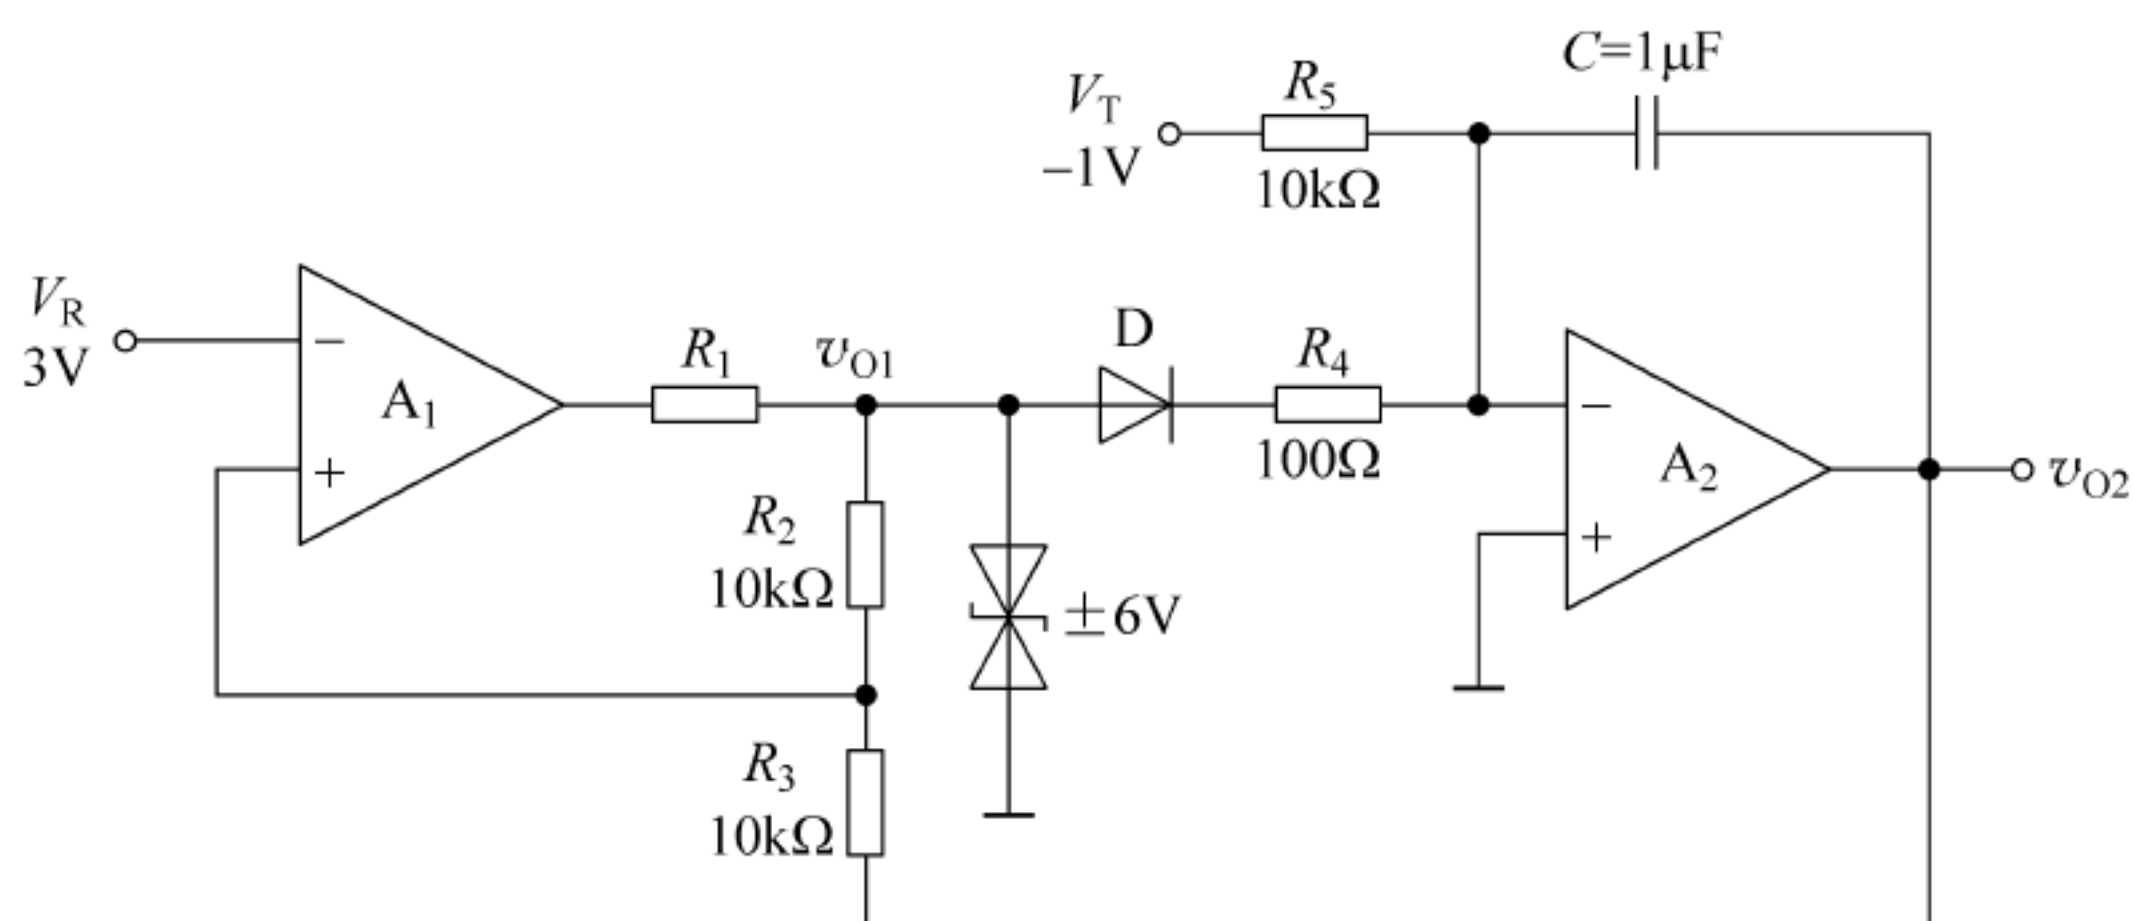 C=1μF
V_T
−1V
R_5
10kΩ
V_R
3V
−
+
A_1
R_1
v_O1
D
R_4
100Ω
−
+
A_2
v_O2
R_2
10kΩ
±6V
R_3
10kΩ